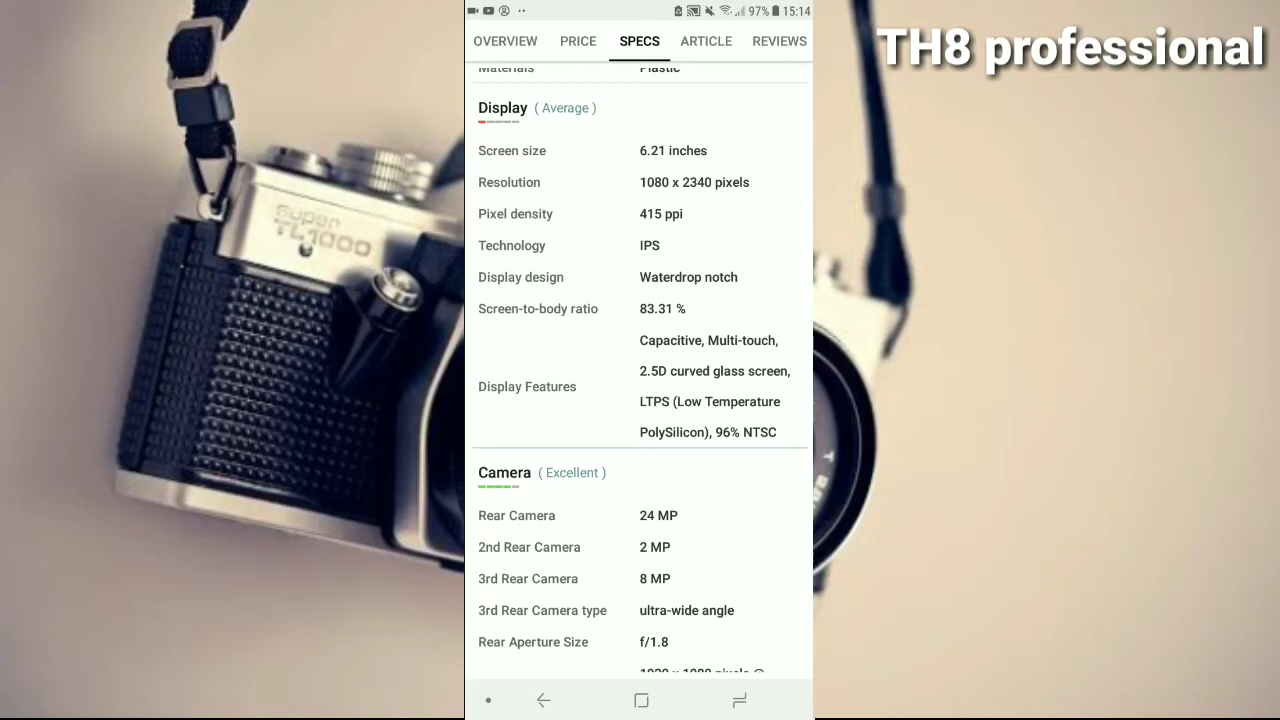 97% 15:14
TH8 professional
OVERVIEW PRICE SPECS ARTICLE REVIEWS
Materials Plastic
Display ( Average )
Screen size 6.21 inches
Resolution 1080 x 2340 pixels
Pixel density 415 ppi
Technology IPS
Display design Waterdrop notch
Screen-to-body ratio 83.31 %
Display Features Capacitive, Multi-touch,
2.5D curved glass screen,
LTPS (Low Temperature
PolySilicon), 96% NTSC
Camera ( Excellent )
Rear Camera 24 MP
2nd Rear Camera 2 MP
3rd Rear Camera 8 MP
3rd Rear Camera type ultra-wide angle
Rear Aperture Size f/1.8
Super
TL1000